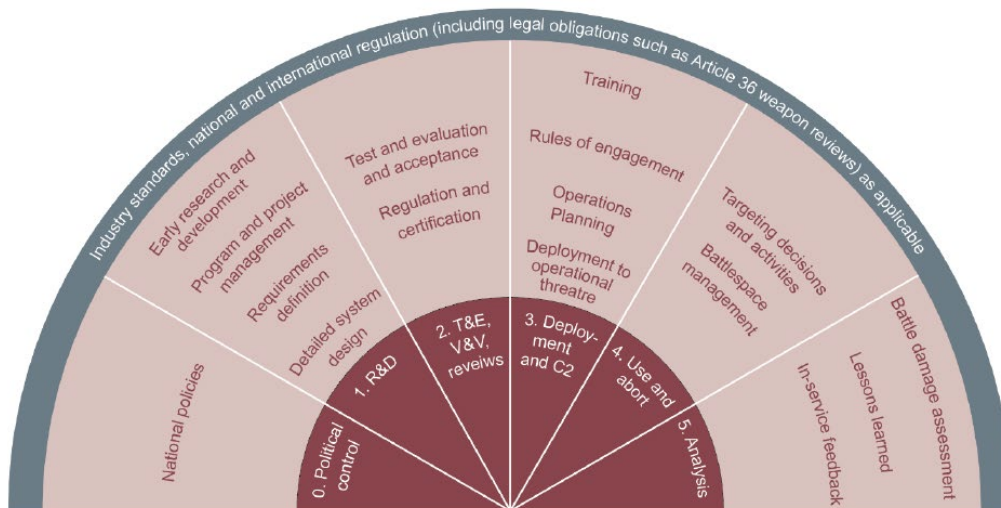 Industry standards, national and international regulation (including legal obligations such as Article 36 weapon reviews) as applicable
National policies
0. Political
control
Early research and
development
Program and project
management
Requirements
definition
Detailed system
design
1. R&D
Test and evaluation
and acceptance
Regulation and
certification
2. T&E,
V&V,
reveiws
Training
Rules of engagement
Operations
Planning
Deployment to
operational
threatre
3. Deploy-
ment
and C2
Targeting decisions
and activities
Battlespace
management
4. Use and
abort
Battle damage assessment
Lessons learned
In-service feedback
5. Analysis